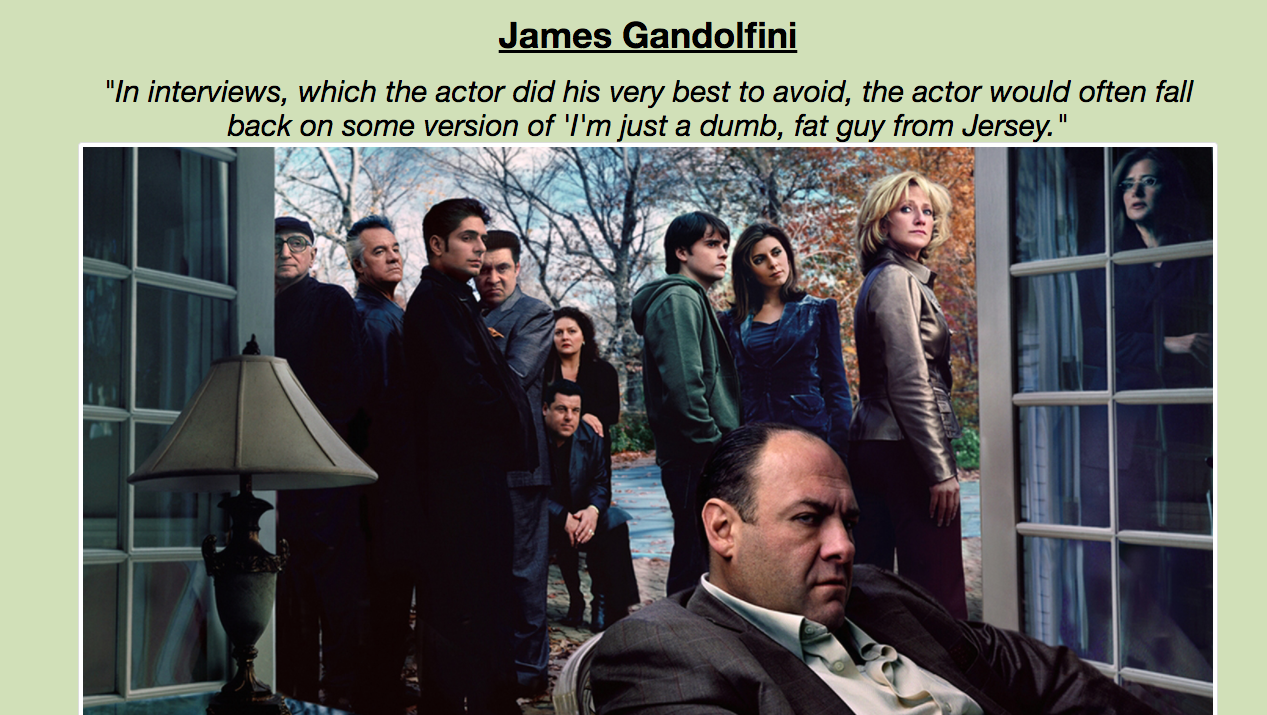 James Gandolfini
"In interviews, which the actor did his very best to avoid, the actor would often fall
back on some version of 'I'm just a dumb, fat guy from Jersey."